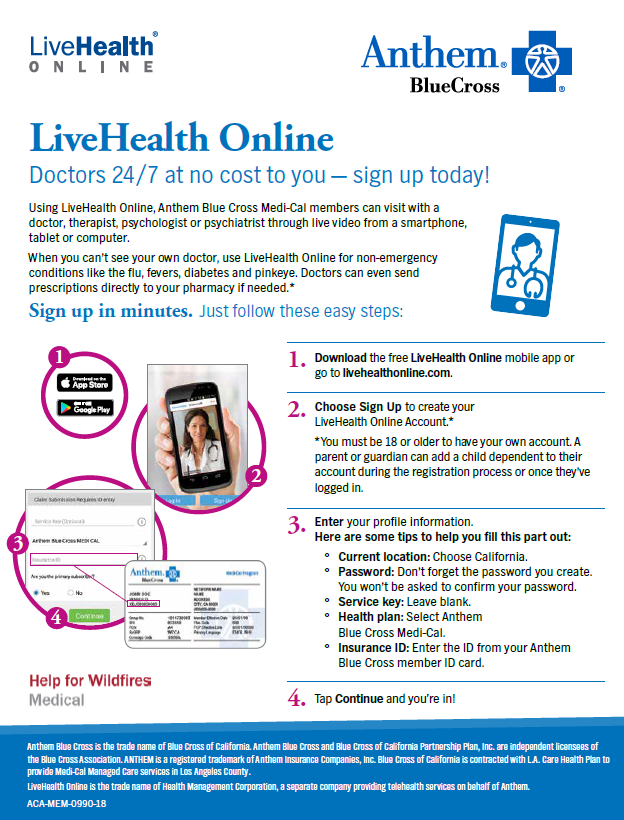 LiveHealth®
ONLINE
Anthem®
BlueCross
®
LiveHealth Online
Doctors 24/7 at no cost to you — sign up today!
Using LiveHealth Online, Anthem Blue Cross Medi-Cal members can visit with a
doctor, therapist, psychologist or psychiatrist through live video from a smartphone,
tablet or computer.
When you can't see your own doctor, use LiveHealth Online for non-emergency
conditions like the flu, fevers, diabetes and pinkeye. Doctors can even send
prescriptions directly to your pharmacy if needed.*
Sign up in minutes. Just follow these easy steps:
1
Download on the
App Store
Google Play
2
Log In
Sign Up
3
Claim Submission Requires ID entry
Service Key (Optional)
Anthem Blue Cross MEDI CAL
Are you the primary subscriber?
Yes
No
4
Continue
Anthem
BlueCross
JOHN DOE
1. Download the free LiveHealth Online mobile app or
go to livehealthonline.com.
2. Choose Sign Up to create your
LiveHealth Online Account.*
*You must be 18 or older to have your own account. A
parent or guardian can add a child dependent to their
account during the registration process or once they've
logged in.
3. Enter your profile information.
Here are some tips to help you fill this part out:
° Current location: Choose California.
° Password: Don't forget the password you create.
You won't be asked to confirm your password.
° Service key: Leave blank.
° Health plan: Select Anthem
Blue Cross Medi-Cal.
° Insurance ID: Enter the ID from your Anthem
Blue Cross member ID card.
4. Tap Continue and you're in!
Help for Wildfires
Medical
Anthem Blue Cross is the trade name of Blue Cross of California. Anthem Blue Cross and Blue Cross of California Partnership Plan, Inc. are independent licensees of
the Blue Cross Association. ANTHEM is a registered trademark of Anthem Insurance Companies, Inc. Blue Cross of California is contracted with L.A. Care Health Plan to
provide Medi-Cal Managed Care services in Los Angeles County.
LiveHealth Online is the trade name of Health Management Corporation, a separate company providing telehealth services on behalf of Anthem.
ACA-MEM-0990-18